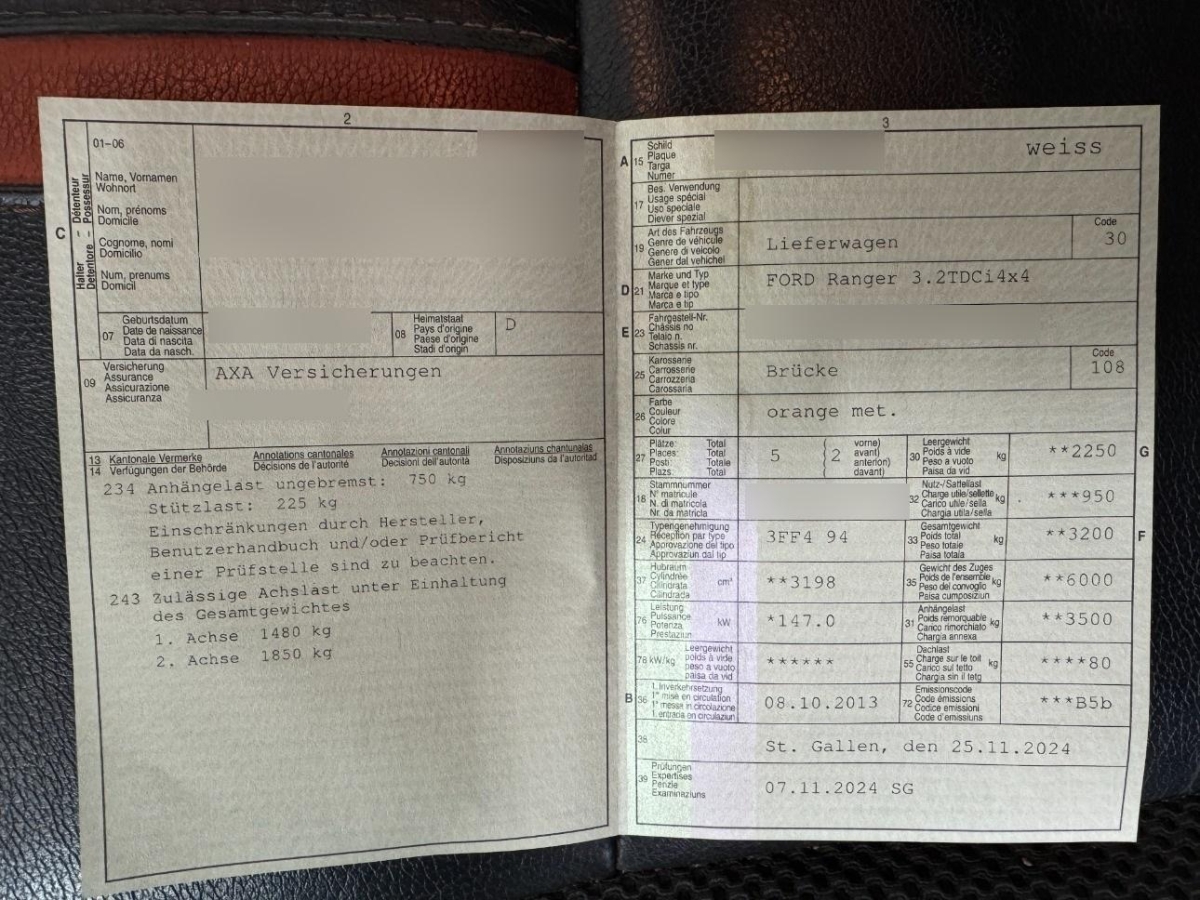 2
01-06
Name, Vornamen
Wohnort
Nom, prénoms
Domicile
Cognome, nomi
Domicilio
Num, prenums
Domicil
C
Halter - Détenteur
Detentore - Possessur
07
Geburtsdatum
Date de naissance
Data di nascita
Data da nasch.
08
Heimatstaat
Pays d'origine
Paese d'origine
Stadi d'origin
D
09
Versicherung
Assurance
Assicurazione
Assicuranza
AXA Versicherungen
13 Kantonale Vermerke
14 Verfügungen der Behörde
Annotations cantonales
Décisions de l'autorité
Annotazioni cantonali
Decisioni dell'autorità
Annotaziuns chantunalas
Disposiziuns da l'autoritad
234 Anhängelast ungebremst: 750 kg
Stützlast: 225 kg
Einschränkungen durch Hersteller,
Benutzerhandbuch und/oder Prüfbericht
einer Prüfstelle sind zu beachten.
243 Zulässige Achslast unter Einhaltung
des Gesamtgewichtes
1. Achse 1480 kg
2. Achse 1850 kg
3
A 15
Schild
Plaque
Targa
Numer
weiss
17
Bes. Verwendung
Usage spécial
Uso speciale
Diever spezial
19
Art des Fahrzeugs
Genre de véhicule
Genere di veicolo
Gener dal vehichel
Lieferwagen
Code
30
D 21
Marke und Typ
Marque et type
Marca e tipo
Marca e tip
FORD Ranger 3.2TDCi4x4
E 23
Fahrgestell-Nr.
Châssis no
Telaio n.
Schassis nr.
25
Karosserie
Carrosserie
Carrozzeria
Carossaria
Brücke
Code
108
26
Farbe
Couleur
Colore
Colur
orange met.
27
Plätze: Total
Places: Total
Posti: Totale
Plazs: Total
5
2
vorne)
avant)
anteriori)
davant)
30
Leergewicht
Poids à vide
Peso a vuoto
Paisa da vid
kg
**2250
G
18
Stammnummer
N° matricule
N. di matricola
Nr. da matricla
32
Nutz-/Sattellast
Charge utile/sellette
Carico utile/sella
Chargia utila/sella
kg
***950
24
Typengenehmigung
Réception par type
Approvazione del tipo
Approvaziun dal tip
3FF4 94
33
Gesamtgewicht
Poids total
Peso totale
Paisa totala
kg
**3200
F
37
Hubraum
Cylindrée
Cilindrata
Cilindrada
cm³
**3198
35
Gewicht des Zuges
Poids de l'ensemble
Peso del convoglio
Paisa cumposiziun
kg
**6000
76
Leistung
Puissance
Potenza
Prestaziun
kW
*147.0
31
Anhängelast
Poids remorquable
Carico rimorchiato
Chargia annexa
kg
**3500
78 kW/kg
Leergewicht
poids à vide
peso a vuoto
paisa da vid
******
55
Dachlast
Charge sur le toit
Carico sul tetto
Chargia sin il tetg
kg
****80
B 36
1. Inverkehrsetzung
1re mise en circulation
1a messa in circolazione
1. entrada en circulaziun
08.10.2013
72
Emissionscode
Code émissions
Codice emissioni
Code d'emissiuns
***B5b
38
St. Gallen, den 25.11.2024
39
Prüfungen
Expertises
Perizie
Examinaziuns
07.11.2024 SG